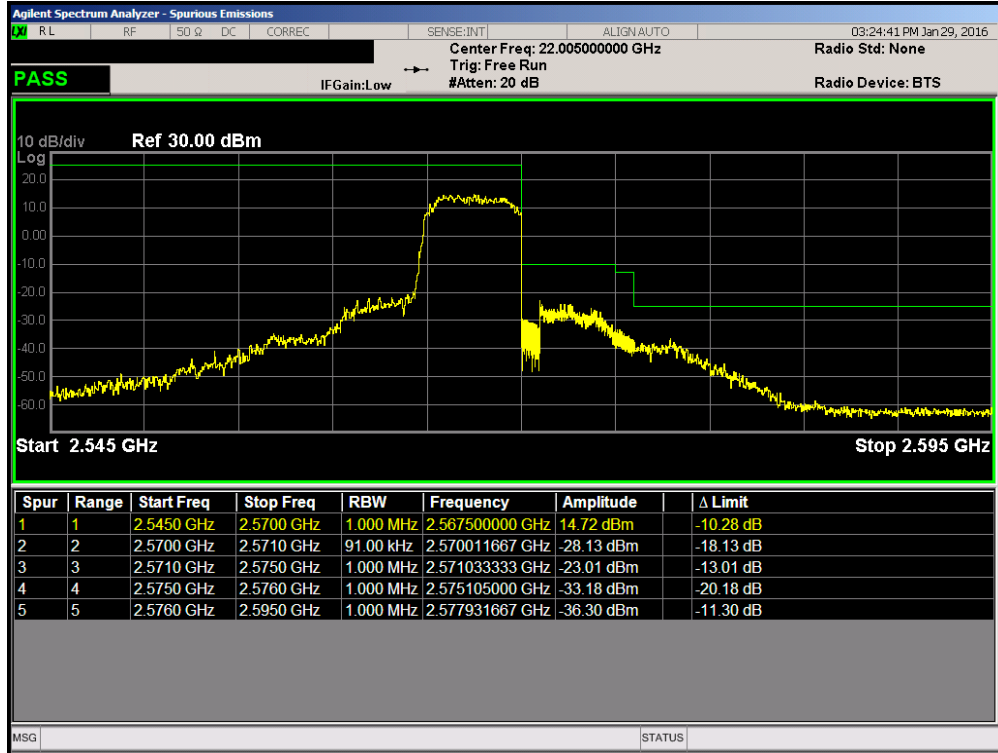 Agilent Spectrum Analyzer - Spurious Emissions
LXI RL RF 50 Ω DC CORREC SENSE:INT ALIGN AUTO 03:24:41 PM Jan 29, 2016
Center Freq: 22.005000000 GHz Radio Std: None
Trig: Free Run
PASS IFGain:Low #Atten: 20 dB Radio Device: BTS
10 dB/div Ref 30.00 dBm
Log
20.0
10.0
0.00
-10.0
-20.0
-30.0
-40.0
-50.0
-60.0
Start 2.545 GHz Stop 2.595 GHz
Spur Range Start Freq Stop Freq RBW Frequency Amplitude Δ Limit
1 1 2.5450 GHz 2.5700 GHz 1.000 MHz 2.567500000 GHz 14.72 dBm -10.28 dB
2 2 2.5700 GHz 2.5710 GHz 91.00 kHz 2.570011667 GHz -28.13 dBm -18.13 dB
3 3 2.5710 GHz 2.5750 GHz 1.000 MHz 2.571033333 GHz -23.01 dBm -13.01 dB
4 4 2.5750 GHz 2.5760 GHz 1.000 MHz 2.575105000 GHz -33.18 dBm -20.18 dB
5 5 2.5760 GHz 2.5950 GHz 1.000 MHz 2.577931667 GHz -36.30 dBm -11.30 dB
MSG STATUS